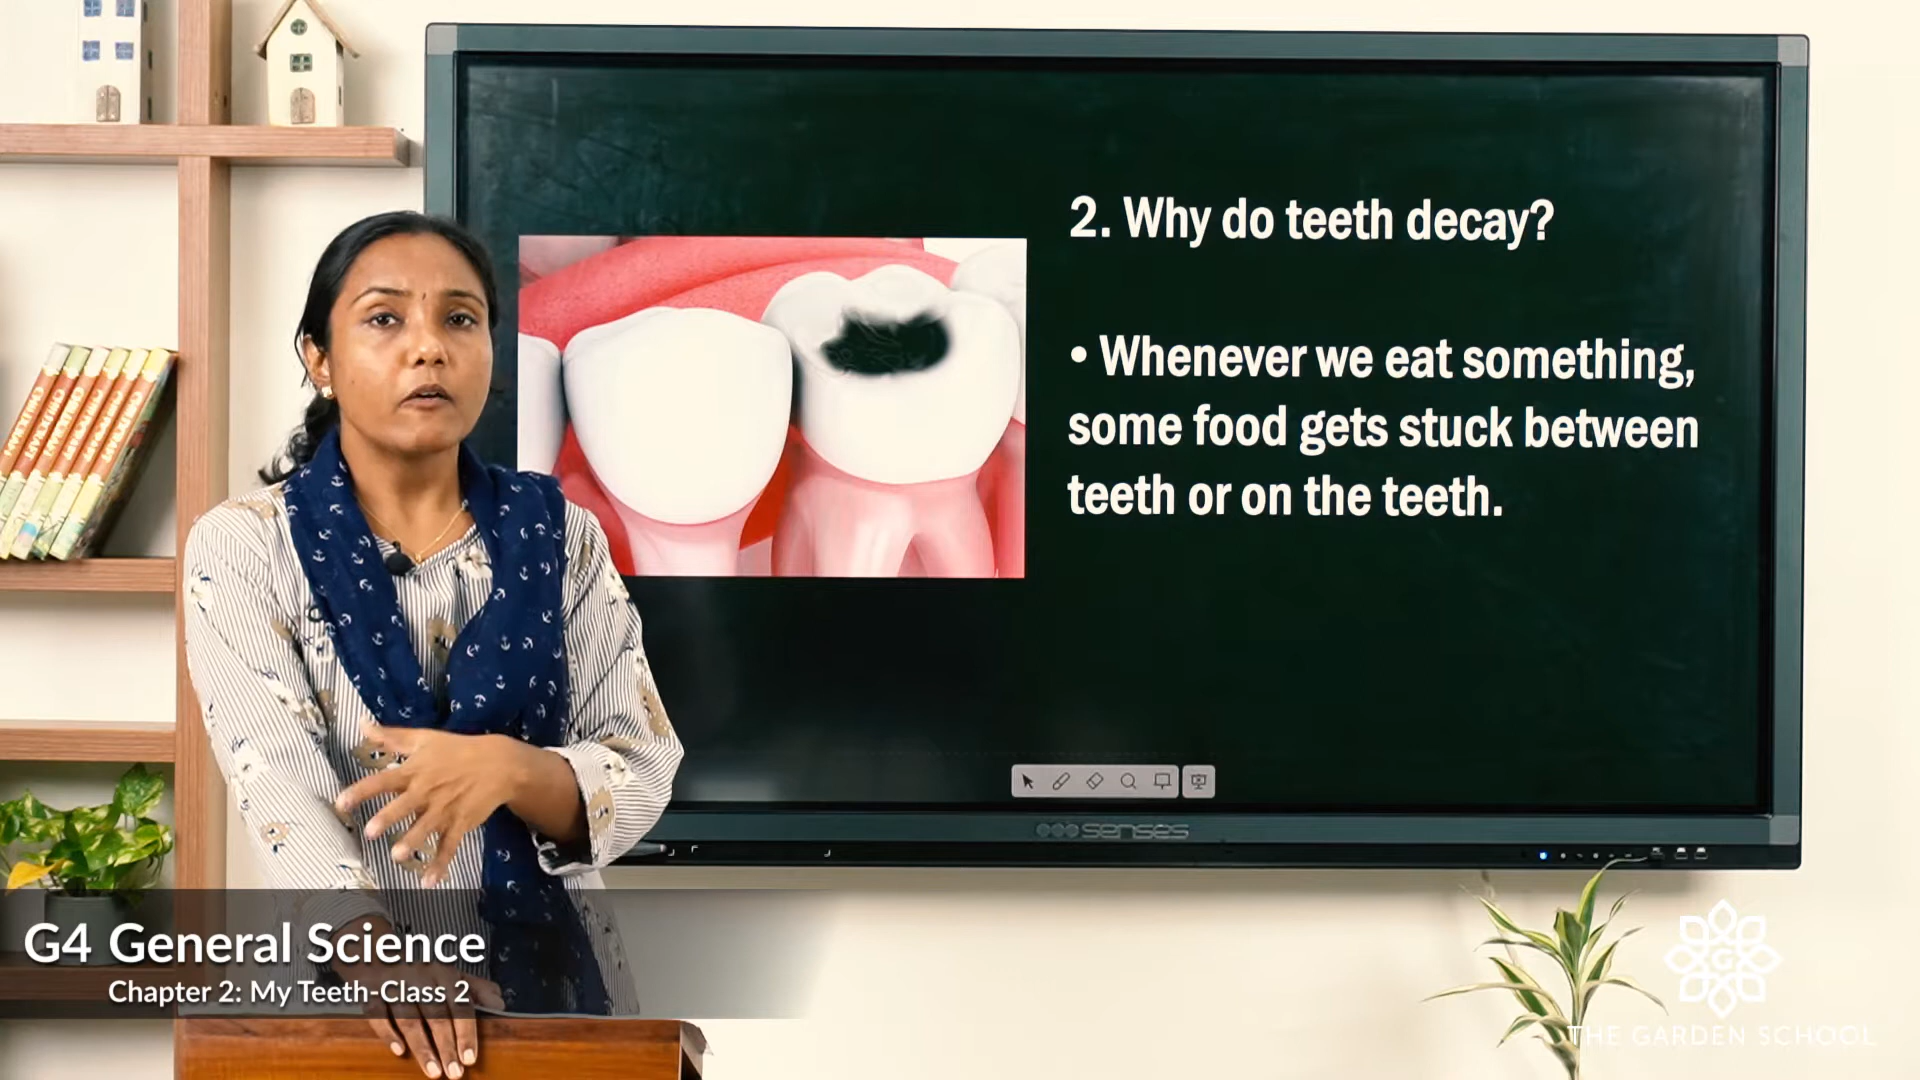 2. Why do teeth decay?
• Whenever we eat something,
some food gets stuck between
teeth or on the teeth.
senses
G4 General Science
Chapter 2: My Teeth-Class 2
G
THE GARDEN SCHOOL